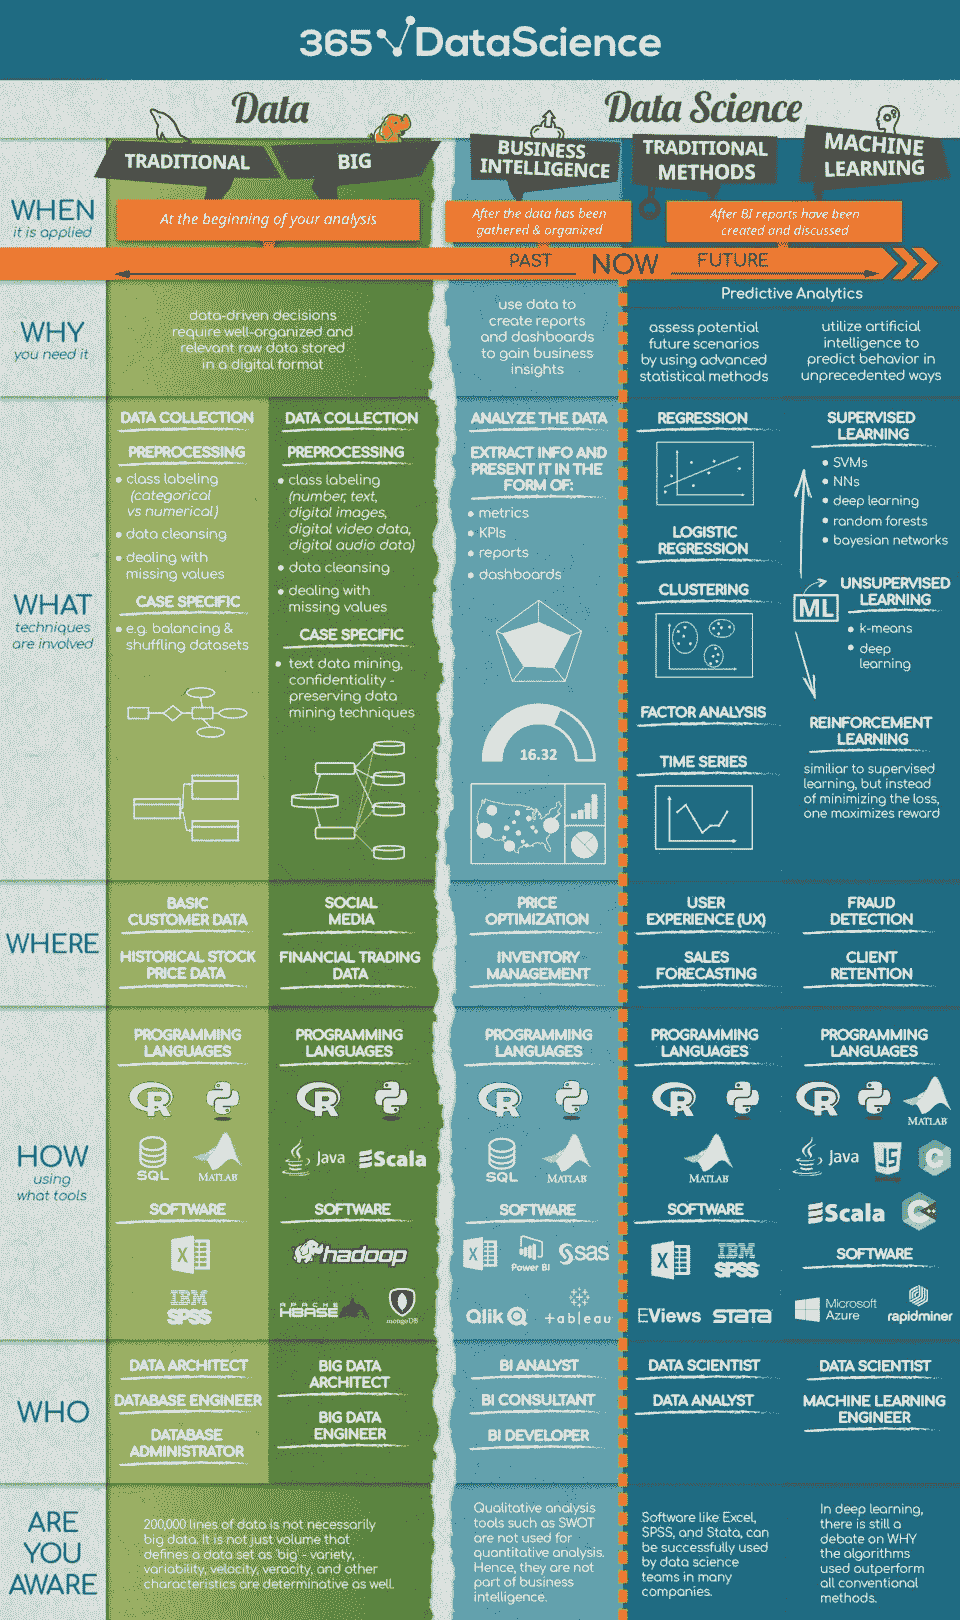 365 DataScience
Data
Data Science
TRADITIONAL
BIG
BUSINESS
INTELLIGENCE
TRADITIONAL
METHODS
MACHINE
LEARNING
WHEN
it is applied
At the beginning of your analysis
After the data has been
gathered & organized
After BI reports have been
created and discussed
PAST
NOW
FUTURE
WHY
you need it
data-driven decisions
require well-organized and
relevant raw data stored
in a digital format
use data to
create reports
and dashboards
to gain business
insights
Predictive Analytics
assess potential
future scenarios
by using advanced
statistical methods
utilize artificial
intelligence to
predict behavior in
unprecedented ways
WHAT
techniques
are involved
DATA COLLECTION
PREPROCESSING
• class labeling
(categorical
vs numerical)
• data cleansing
• dealing with
missing values
CASE SPECIFIC
• e.g. balancing &
shuffling datasets
DATA COLLECTION
PREPROCESSING
• class labeling
(number, text,
digital images,
digital video data,
digital audio data)
• data cleansing
• dealing with
missing values
CASE SPECIFIC
• text data mining,
confidentiality -
preserving data
mining techniques
ANALYZE THE DATA
EXTRACT INFO AND
PRESENT IT IN THE
FORM OF:
• metrics
• KPIs
• reports
• dashboards
16.32
REGRESSION
LOGISTIC
REGRESSION
CLUSTERING
FACTOR ANALYSIS
TIME SERIES
SUPERVISED
LEARNING
• SVMs
• NNs
• deep learning
• random forests
• bayesian networks
ML
UNSUPERVISED
LEARNING
• k-means
• deep
learning
REINFORCEMENT
LEARNING
similiar to supervised
learning, but instead
of minimizing the loss,
one maximizes reward
WHERE
BASIC
CUSTOMER DATA
HISTORICAL STOCK
PRICE DATA
SOCIAL
MEDIA
FINANCIAL TRADING
DATA
PRICE
OPTIMIZATION
INVENTORY
MANAGEMENT
USER
EXPERIENCE (UX)
SALES
FORECASTING
FRAUD
DETECTION
CLIENT
RETENTION
HOW
using
what tools
PROGRAMMING
LANGUAGES
R
SQL
MATLAB
SOFTWARE
X
IBM
SPSS
PROGRAMMING
LANGUAGES
R
Java
Scala
SOFTWARE
hadoop
APACHE
HBASE
mongoDB
PROGRAMMING
LANGUAGES
R
SQL
MATLAB
SOFTWARE
X
Power BI
sas
Qlik
+ableau
PROGRAMMING
LANGUAGES
R
MATLAB
SOFTWARE
X
IBM
SPSS
EViews
STATA
PROGRAMMING
LANGUAGES
R
MATLAB
Java
JS
C
Scala
C
SOFTWARE
Microsoft
Azure
rapidminer
WHO
DATA ARCHITECT
DATABASE ENGINEER
DATABASE
ADMINISTRATOR
BIG DATA
ARCHITECT
BIG DATA
ENGINEER
BI ANALYST
BI CONSULTANT
BI DEVELOPER
DATA SCIENTIST
DATA ANALYST
DATA SCIENTIST
MACHINE LEARNING
ENGINEER
ARE
YOU
AWARE
200,000 lines of data is not necessarily
big data. It is not just volume that
defines a data set as 'big' - variety,
variability, velocity, veracity, and other
characteristics are determinative as well.
Qualitative analysis
tools such as SWOT
are not used for
quantitative analysis.
Hence, they are not
part of business
intelligence.
Software like Excel,
SPSS, and Stata, can
be successfully used
by data science
teams in many
companies.
In deep learning,
there is still a
debate on WHY
the algorithms
used outperform
all conventional
methods.